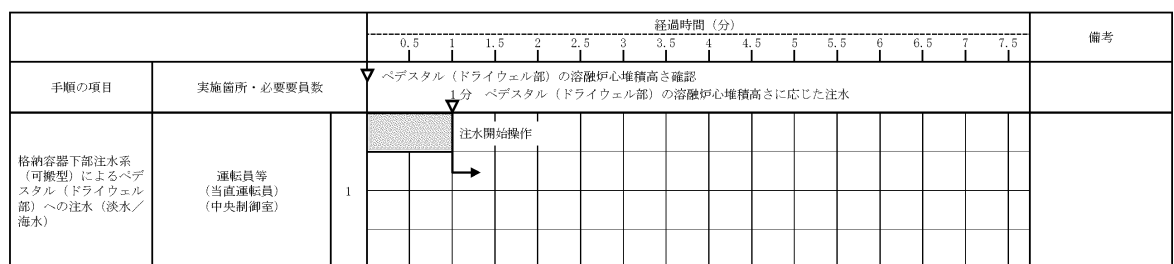 経過時間（分）
備考
0.5 1 1.5 2 2.5 3 3.5 4 4.5 5 5.5 6 6.5 7 7.5
手順の項目
実施箇所・必要要員数
ペデスタル（ドライウェル部）の溶融炉心堆積高さ確認
1分 ペデスタル（ドライウェル部）の溶融炉心堆積高さに応じた注水
格納容器下部注水系
（可搬型）によるペデ
スタル（ドライウェル
部）への注水（淡水／
海水）
運転員等
（当直運転員）
（中央制御室）
1
注水開始操作